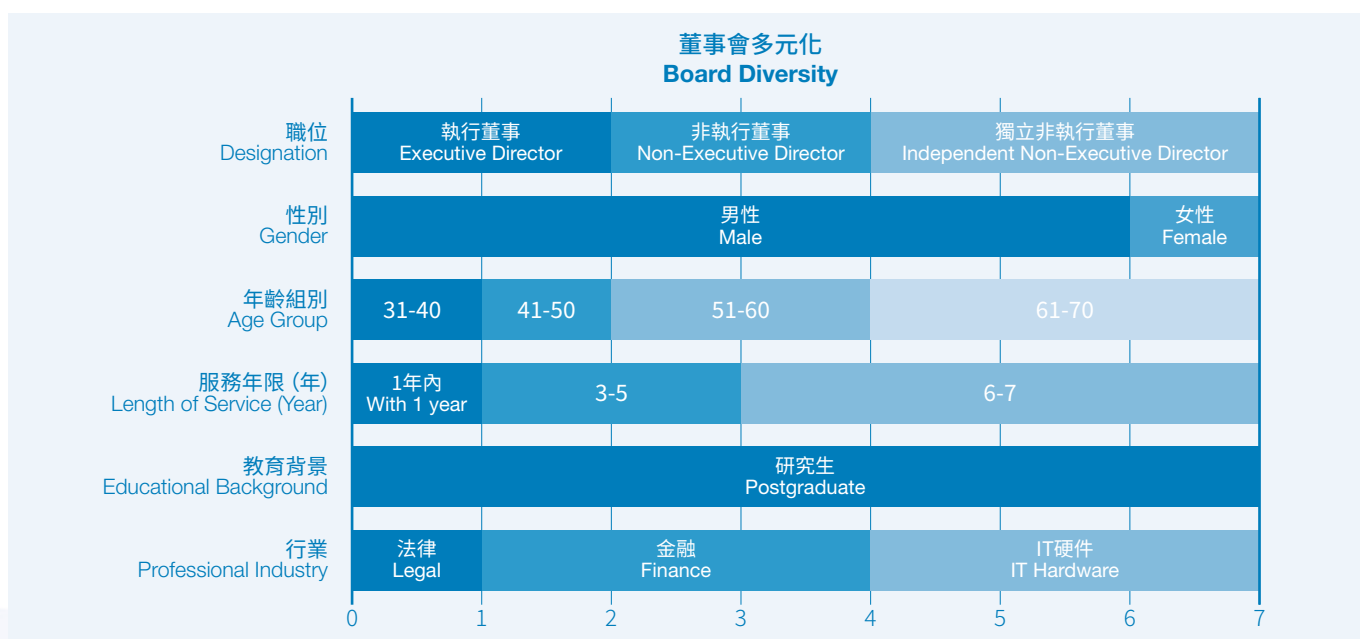 董事會多元化
Board Diversity
職位
Designation
執行董事
Executive Director
非執行董事
Non-Executive Director
獨立非執行董事
Independent Non-Executive Director
性別
Gender
男性
Male
女性
Female
年齡組別
Age Group
31-40
41-50
51-60
61-70
服務年限（年）
Length of Service (Year)
1年內
With 1 year
3-5
6-7
教育背景
Educational Background
研究生
Postgraduate
行業
Professional Industry
法律
Legal
金融
Finance
IT硬件
IT Hardware
0 1 2 3 4 5 6 7